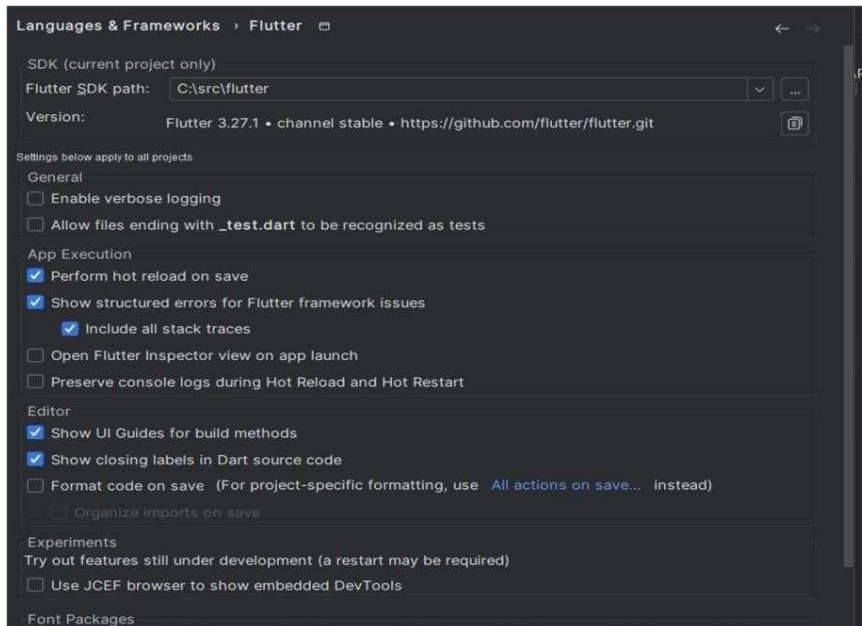 Languages & Frameworks › Flutter
SDK (current project only)
Flutter SDK path: C:\src\flutter ...
Version: Flutter 3.27.1 • channel stable • https://github.com/flutter/flutter.git
Settings below apply to all projects
General
Enable verbose logging
Allow files ending with _test.dart to be recognized as tests
App Execution
Perform hot reload on save
Show structured errors for Flutter framework issues
Include all stack traces
Open Flutter Inspector view on app launch
Preserve console logs during Hot Reload and Hot Restart
Editor
Show UI Guides for build methods
Show closing labels in Dart source code
Format code on save (For project-specific formatting, use All actions on save... instead)
Organize imports on save
Experiments
Try out features still under development (a restart may be required)
Use JCEF browser to show embedded DevTools
Font Packages